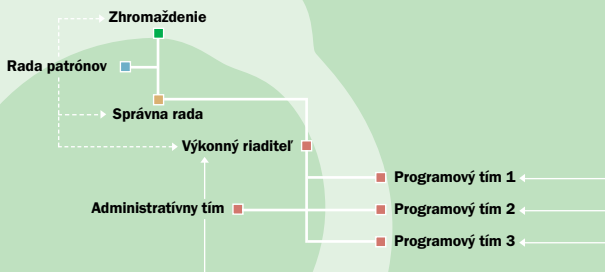 Zhromaždenie
Rada patrónov
Správna rada
Výkonný riaditeľ
Programový tím 1
Administratívny tím
Programový tím 2
Programový tím 3